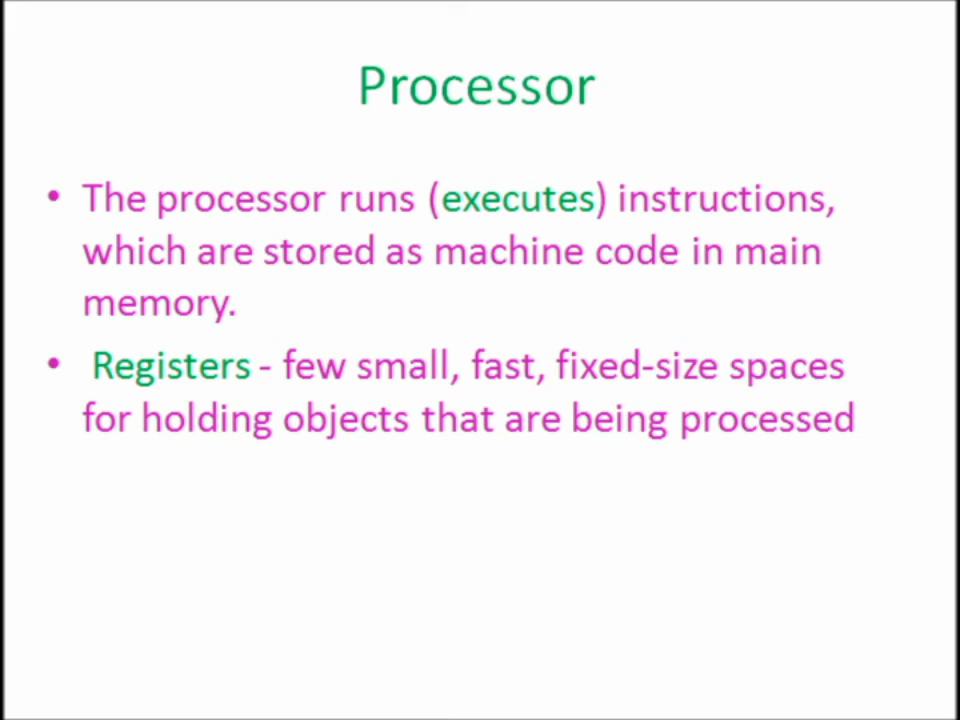 Processor
• The processor runs (executes) instructions,
which are stored as machine code in main
memory.
• Registers - few small, fast, fixed-size spaces
for holding objects that are being processed